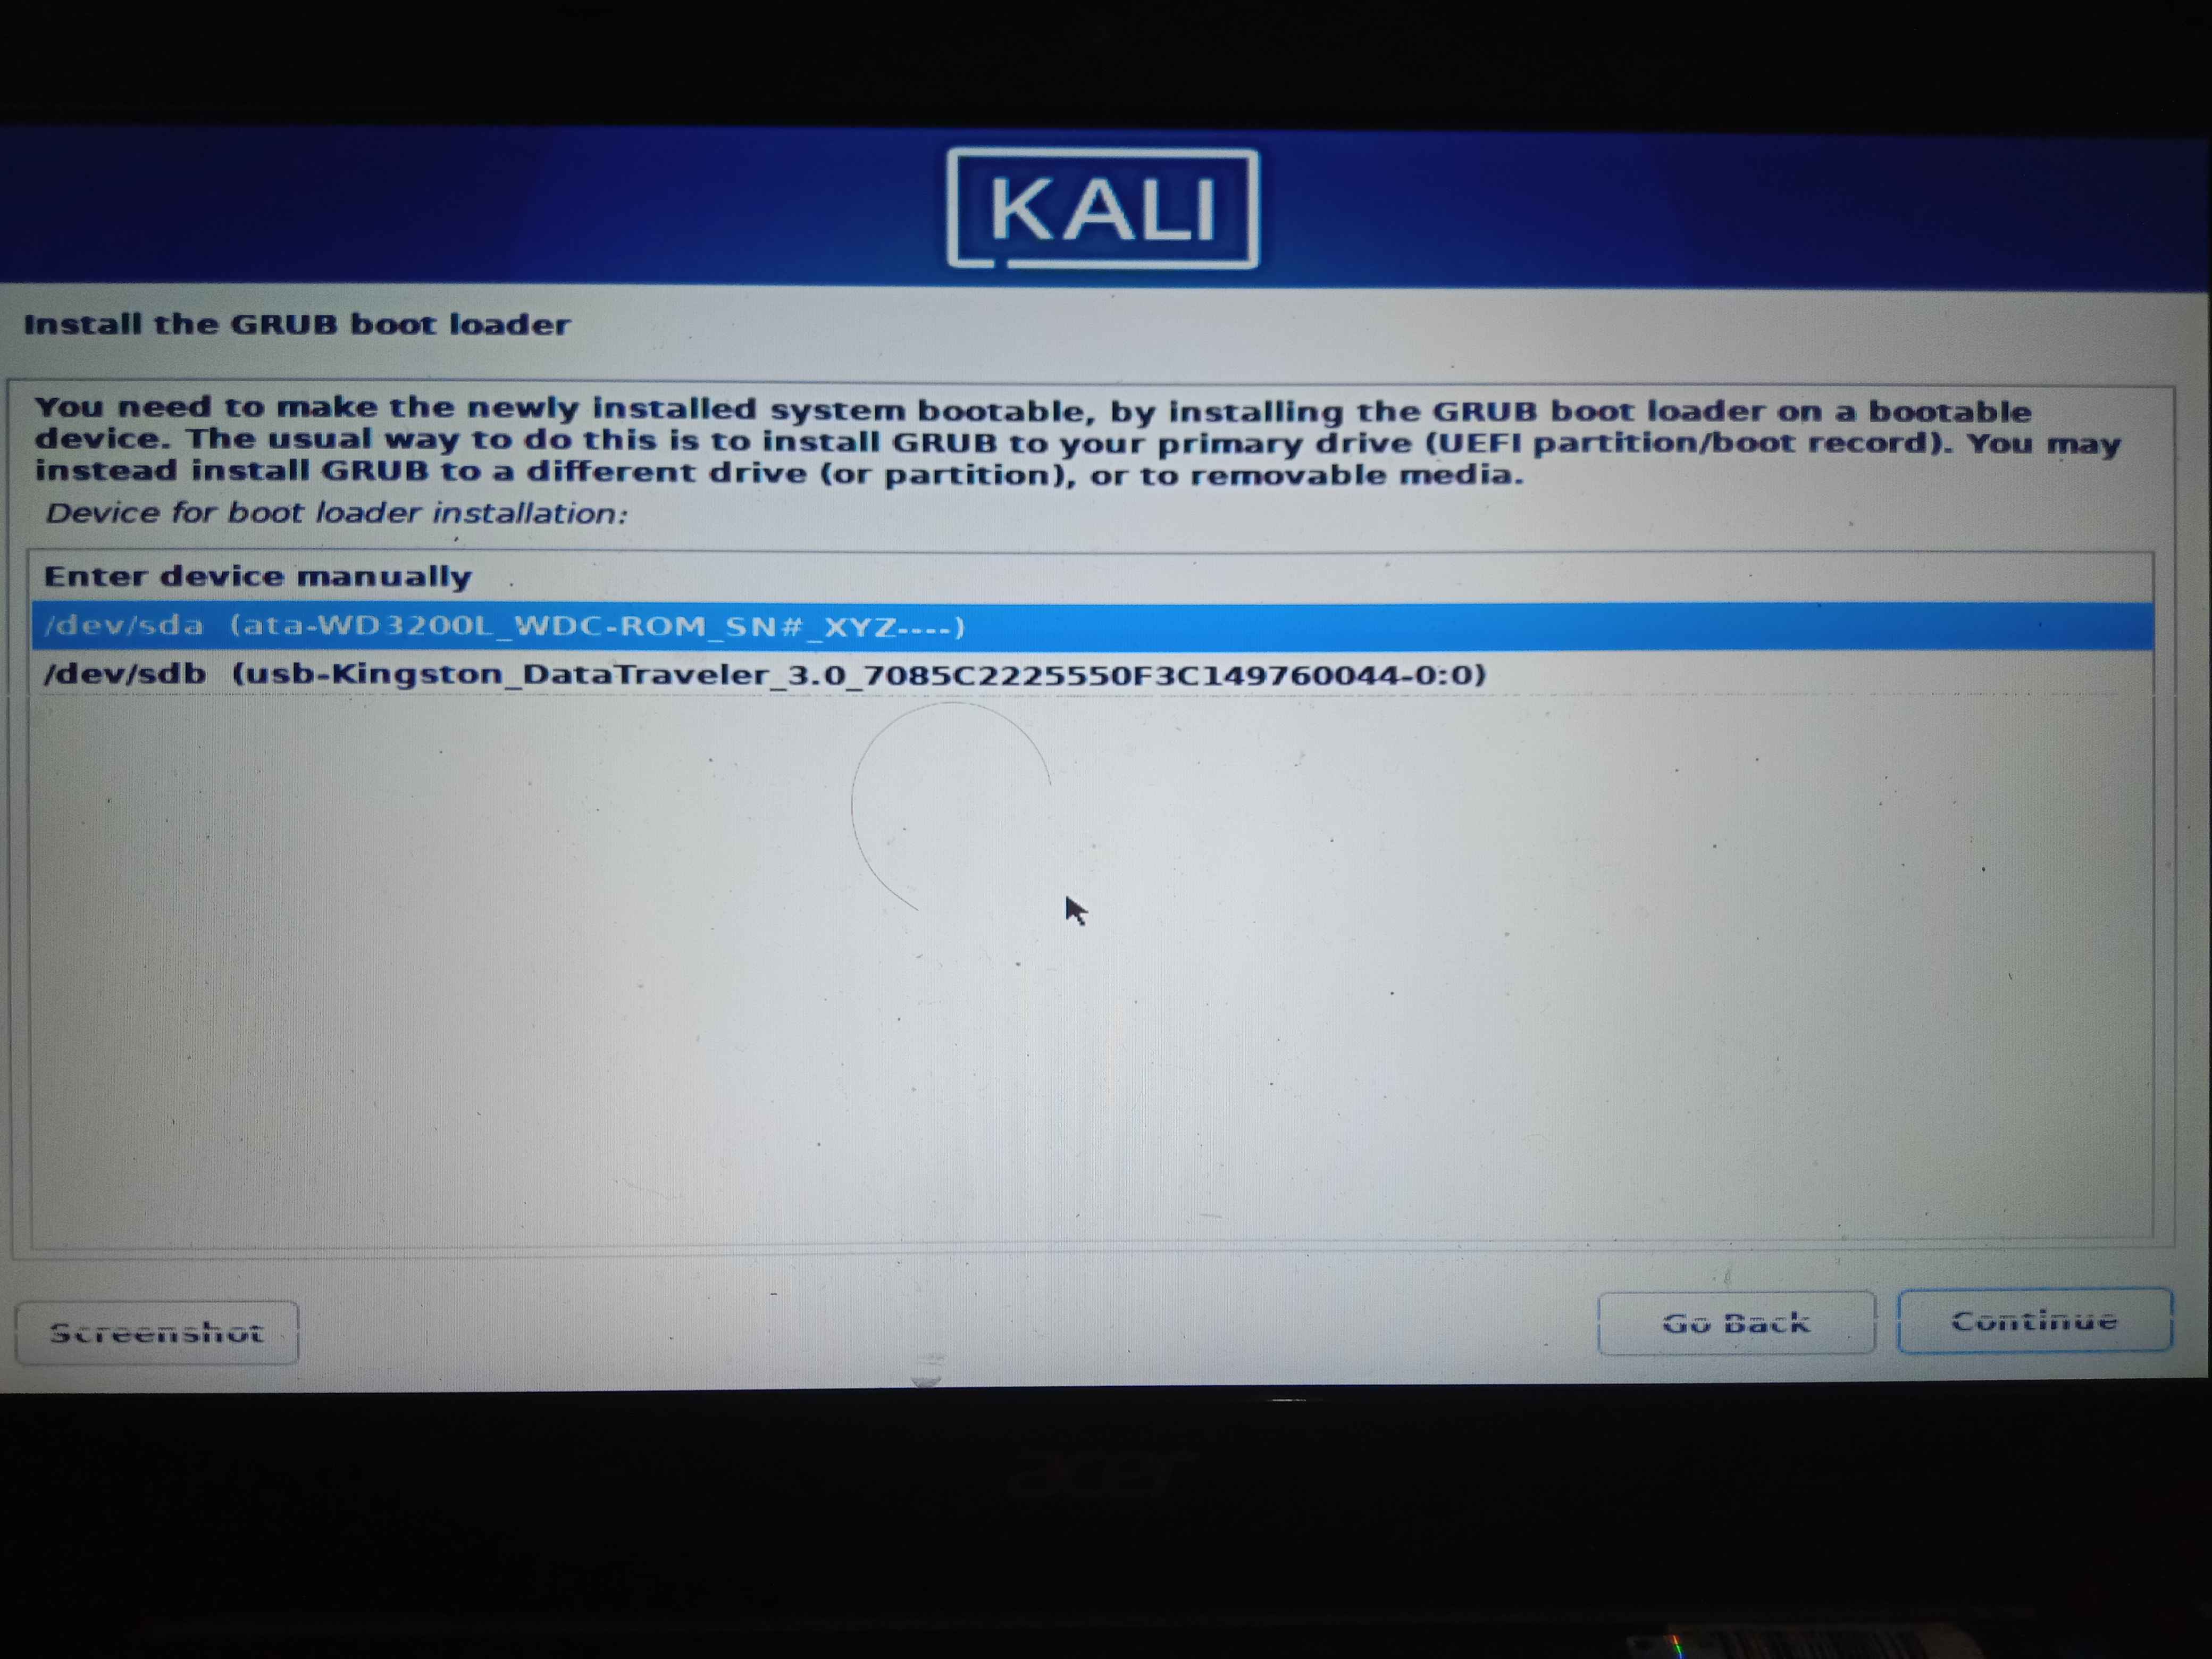 KALI
Install the GRUB boot loader
You need to make the newly installed system bootable, by installing the GRUB boot loader on a bootable
device. The usual way to do this is to install GRUB to your primary drive (UEFI partition/boot record). You may
instead install GRUB to a different drive (or partition), or to removable media.
Device for boot loader installation:
Enter device manually
/dev/sda (ata-WD3200L_WDC-ROM_SN#_XYZ----)
/dev/sdb (usb-Kingston_DataTraveler_3.0_7085C2225550F3C149760044-0:0)
Screenshot
Go Back
Continue
acer